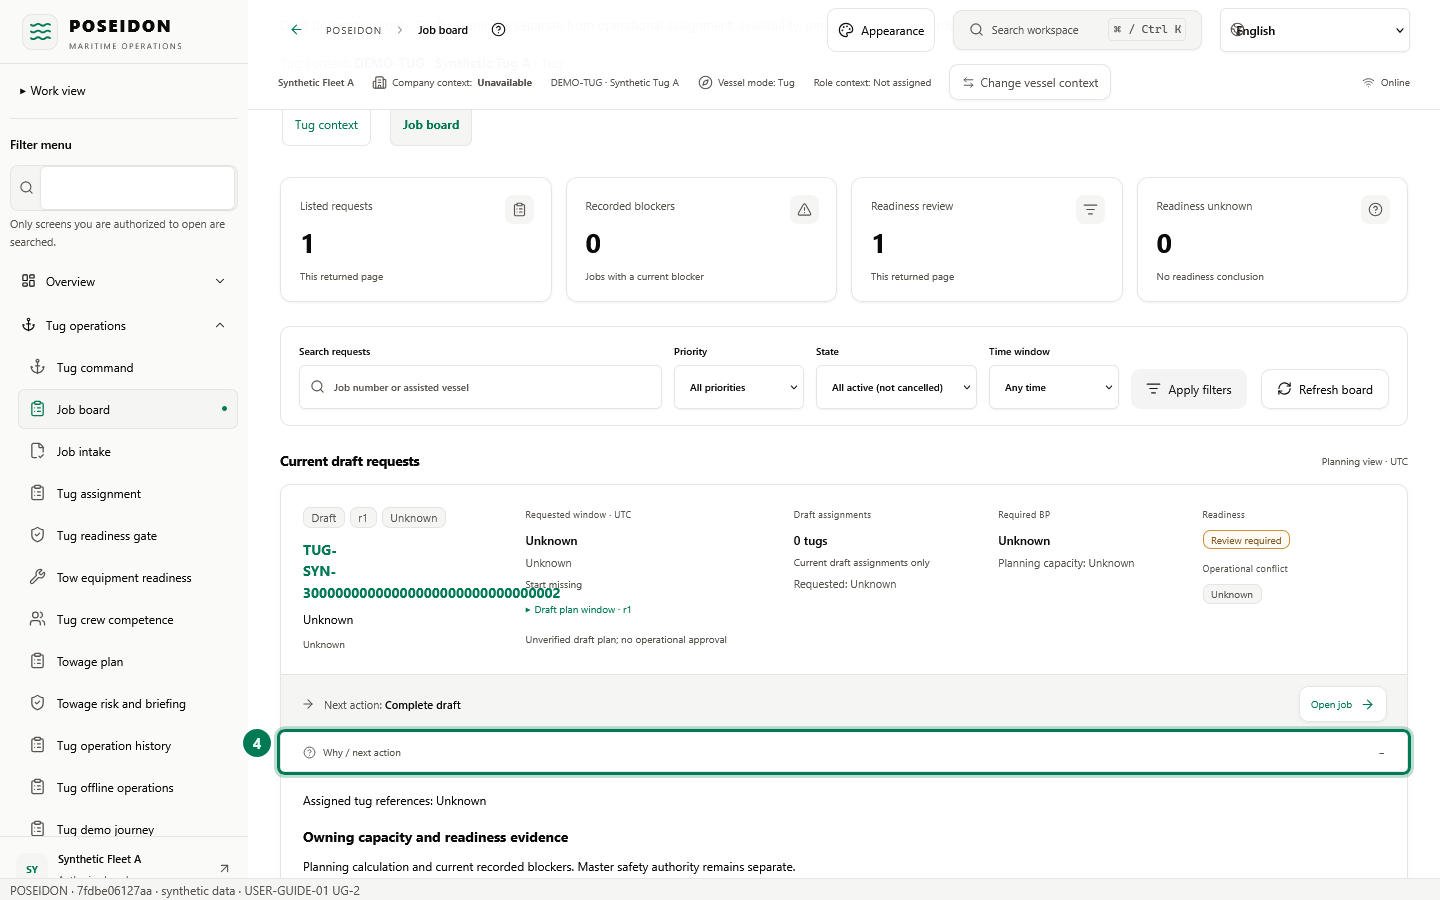 POSEIDON
MARITIME OPERATIONS
Work view
Filter menu
Only screens you are authorized to open are
searched.
Overview
Tug operations
Tug command
Job board
Job intake
Tug assignment
Tug readiness gate
Tow equipment readiness
Tug crew competence
Towage plan
Towage risk and briefing
Tug operation history
Tug offline operations
Tug demo journey
SY
Synthetic Fleet A
POSEIDON
Job board
Appearance
Search workspace
⌘ / Ctrl K
English
Synthetic Fleet A
Company context: Unavailable
DEMO-TUG · Synthetic Tug A
Vessel mode: Tug
Role context: Not assigned
Change vessel context
Online
Tug context
Job board
Listed requests
1
This returned page
Recorded blockers
0
Jobs with a current blocker
Readiness review
1
This returned page
Readiness unknown
0
No readiness conclusion
Search requests
Job number or assisted vessel
Priority
All priorities
State
All active (not cancelled)
Time window
Any time
Apply filters
Refresh board
Current draft requests
Planning view · UTC
Draft
r1
Unknown
TUG-
SYN-
30000000000000000000000000000002
Unknown
Unknown
Requested window · UTC
Unknown
Unknown
Start missing
Draft plan window · r1
Unverified draft plan; no operational approval
Draft assignments
0 tugs
Current draft assignments only
Requested: Unknown
Required BP
Unknown
Planning capacity: Unknown
Readiness
Review required
Operational conflict
Unknown
Next action: Complete draft
Open job
4
Why / next action
–
Assigned tug references: Unknown
Owning capacity and readiness evidence
Planning calculation and current recorded blockers. Master safety authority remains separate.
POSEIDON · 7fdbe06127aa · synthetic data · USER-GUIDE-01 UG-2